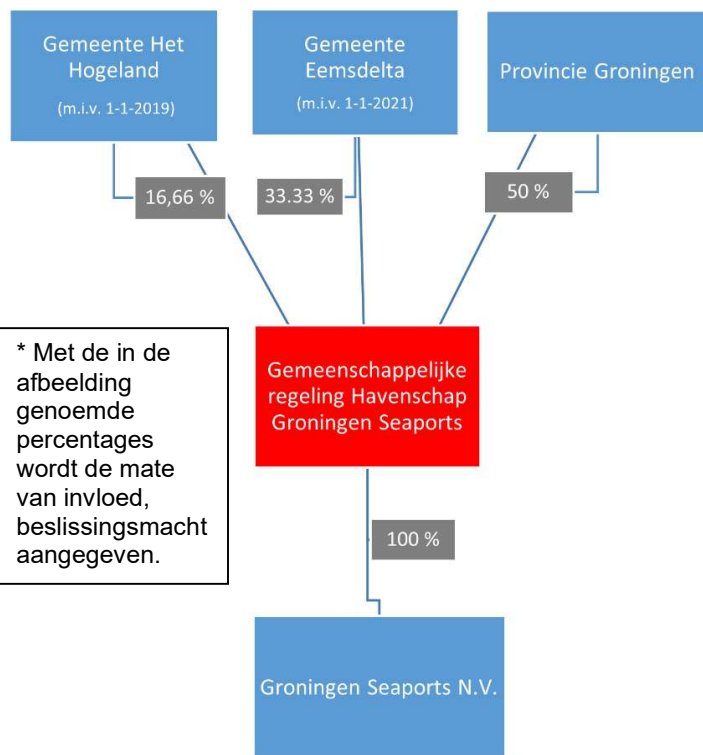 Gemeente Het
Hogeland
(m.i.v. 1-1-2019)
Gemeente
Eemsdelta
(m.i.v. 1-1-2021)
Provincie Groningen
16,66 %
33.33 %
50 %
* Met de in de
afbeelding
genoemde
percentages
wordt de mate
van invloed,
beslissingsmacht
aangegeven.
Gemeenschappelijke
regeling Havenschap
Groningen Seaports
100 %
Groningen Seaports N.V.